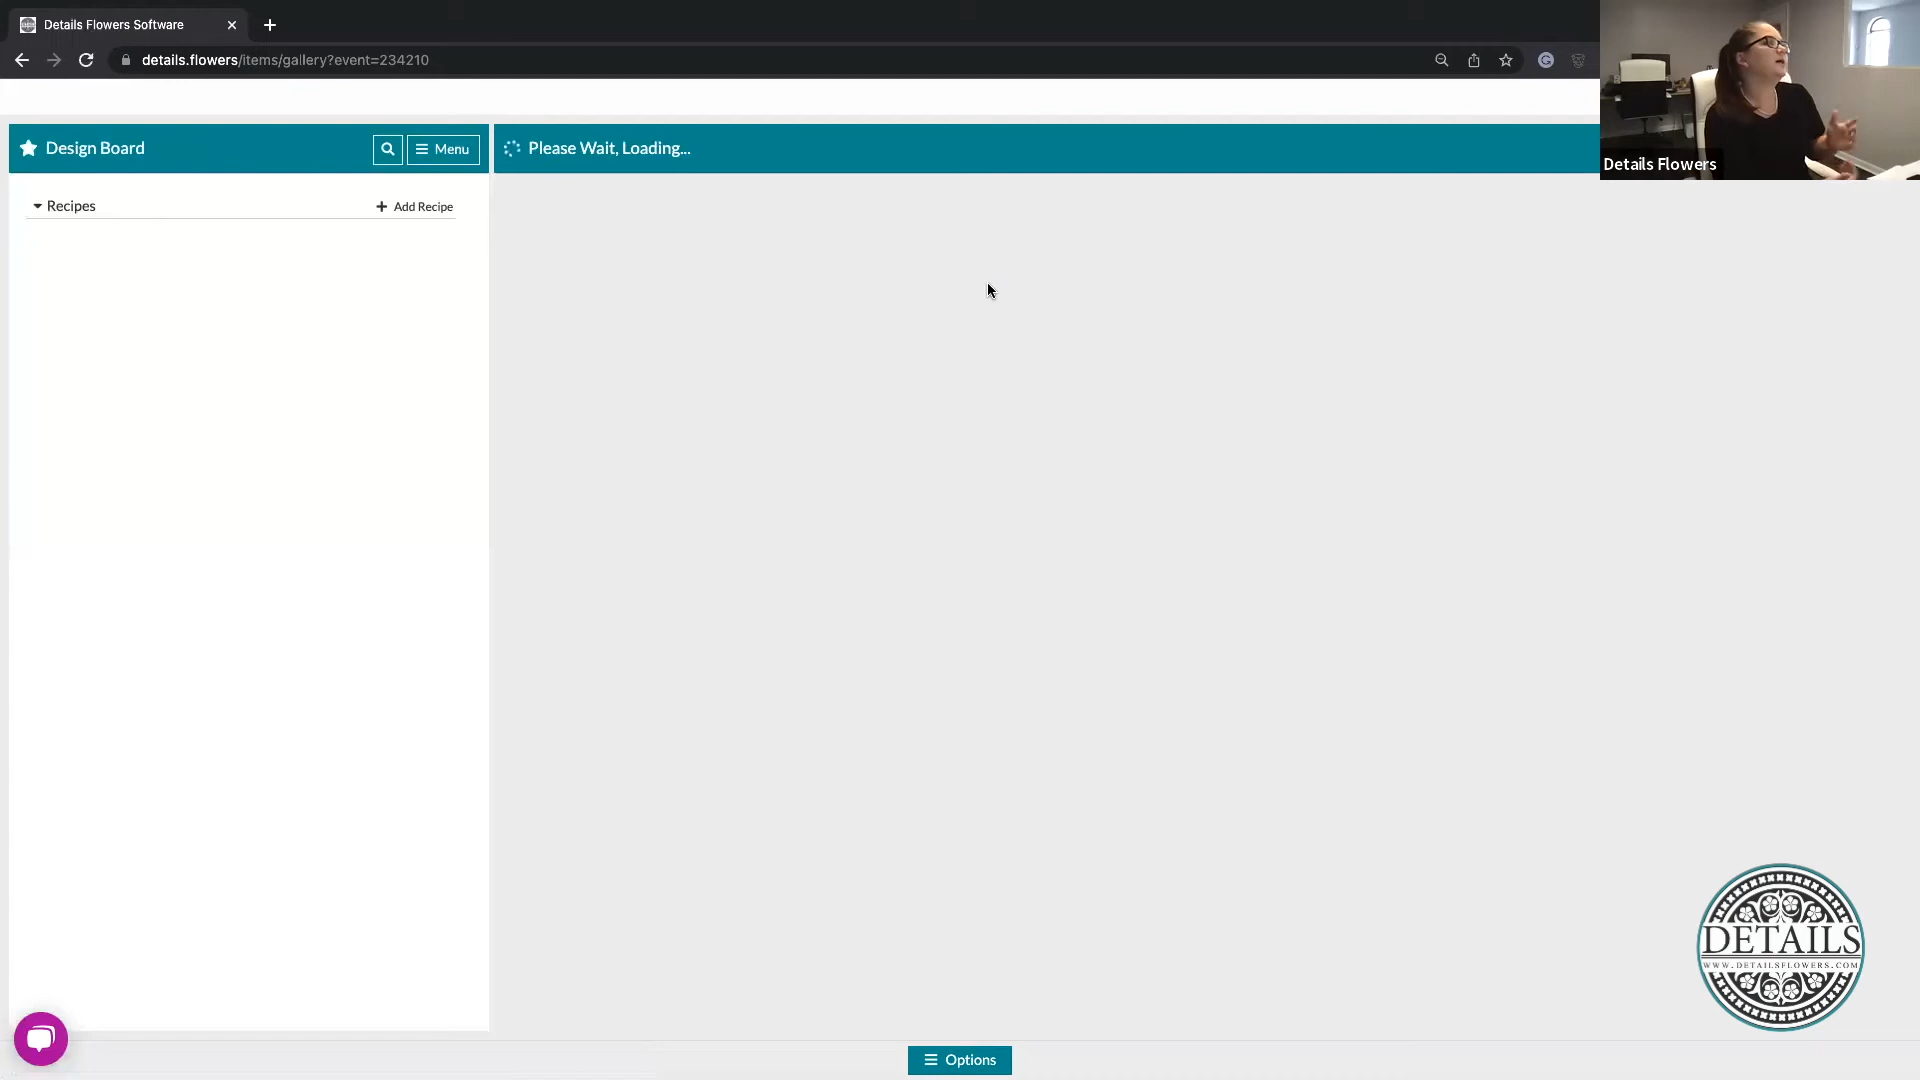 Details Flowers Software
details.flowers/items/gallery?event=234210
Design Board
Menu
Please Wait, Loading...
Details Flowers
Recipes
Add Recipe
DETAILS
WWW.DETAILSFLOWERS.COM
Options